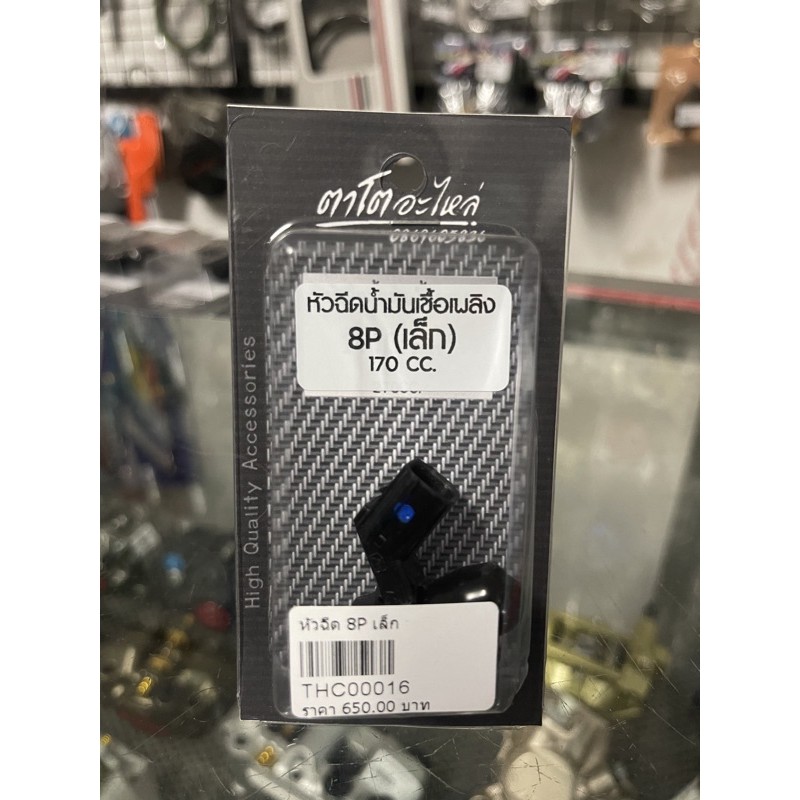 ตาโตอะไหล่
0869605836
หัวฉีดน้ำมันเชื้อเพลิง
8P (เล็ก)
170 CC.
High Quality Accessories
หัวฉีด 8P เล็ก
THC00016
ราคา 650.00 บาท